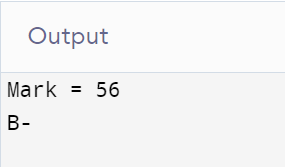 Output
Mark = 56
B-